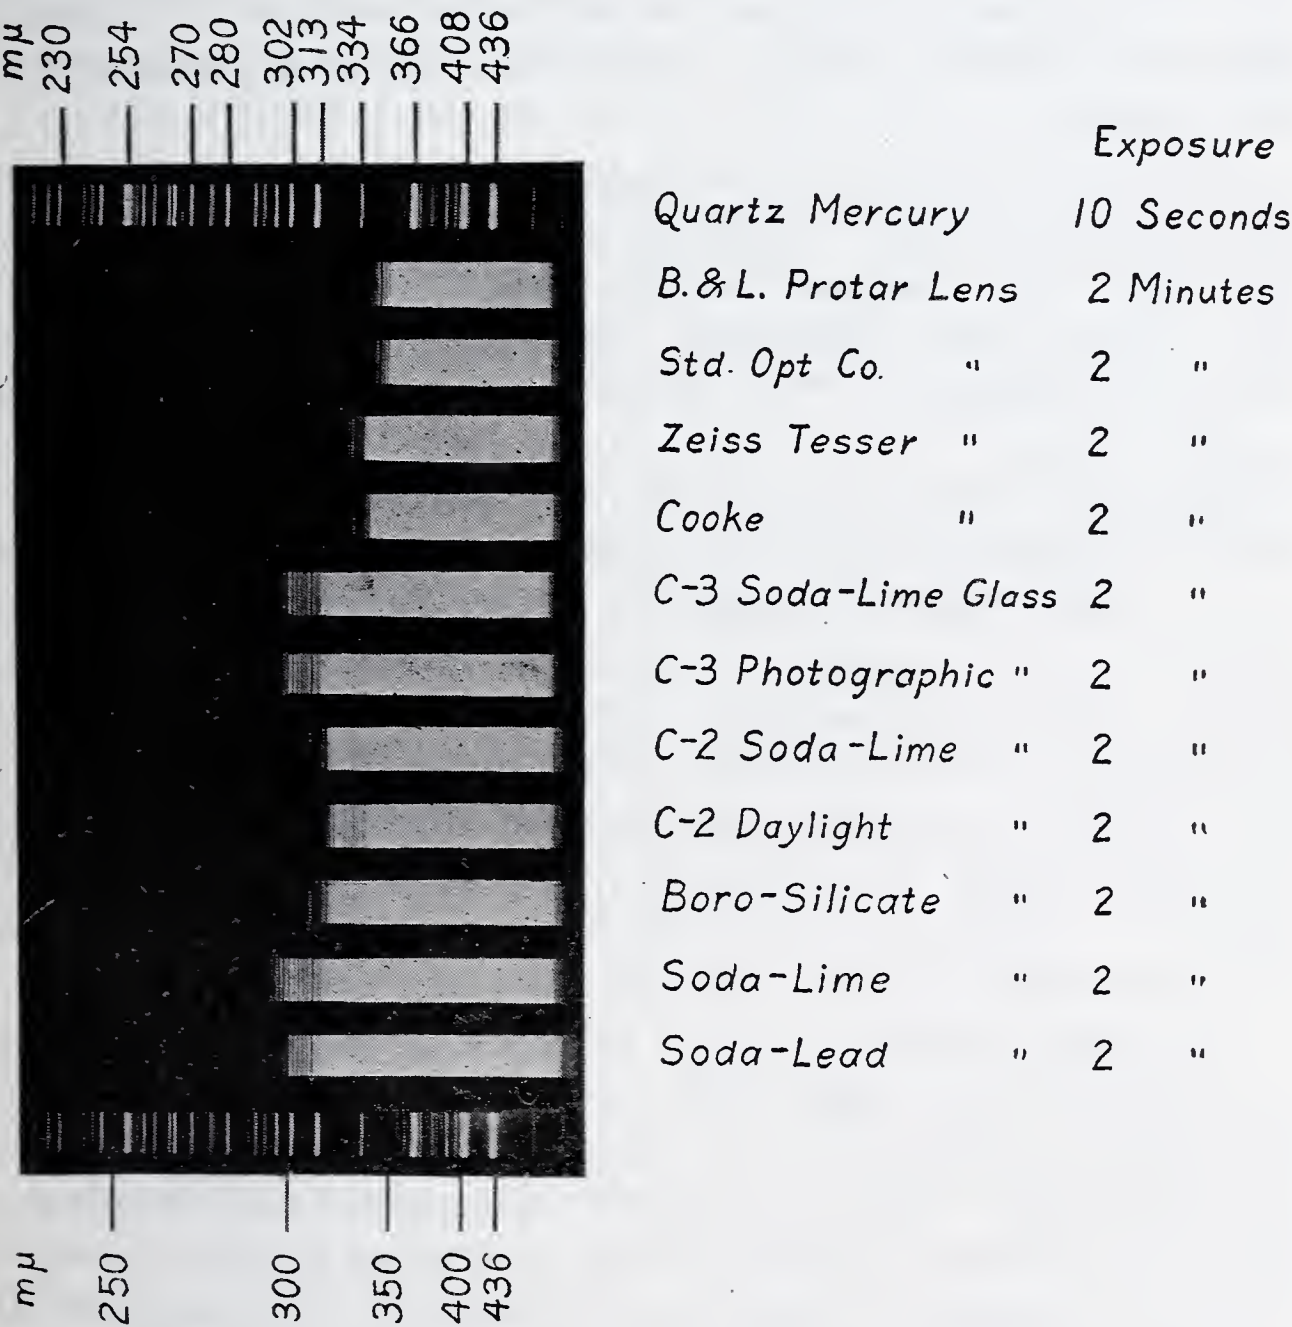 mμ 230 254 270 280 302 313 334 366 408 436
Exposure
Quartz Mercury 10 Seconds
B.&L. Protar Lens 2 Minutes
Std. Opt Co. " 2 "
Zeiss Tesser " 2 "
Cooke " 2 "
C-3 Soda-Lime Glass 2 "
C-3 Photographic " 2 "
C-2 Soda-Lime " 2 "
C-2 Daylight " 2 "
Boro-Silicate " 2 "
Soda-Lime " 2 "
Soda-Lead " 2 "
mμ 250 300 350 400 436